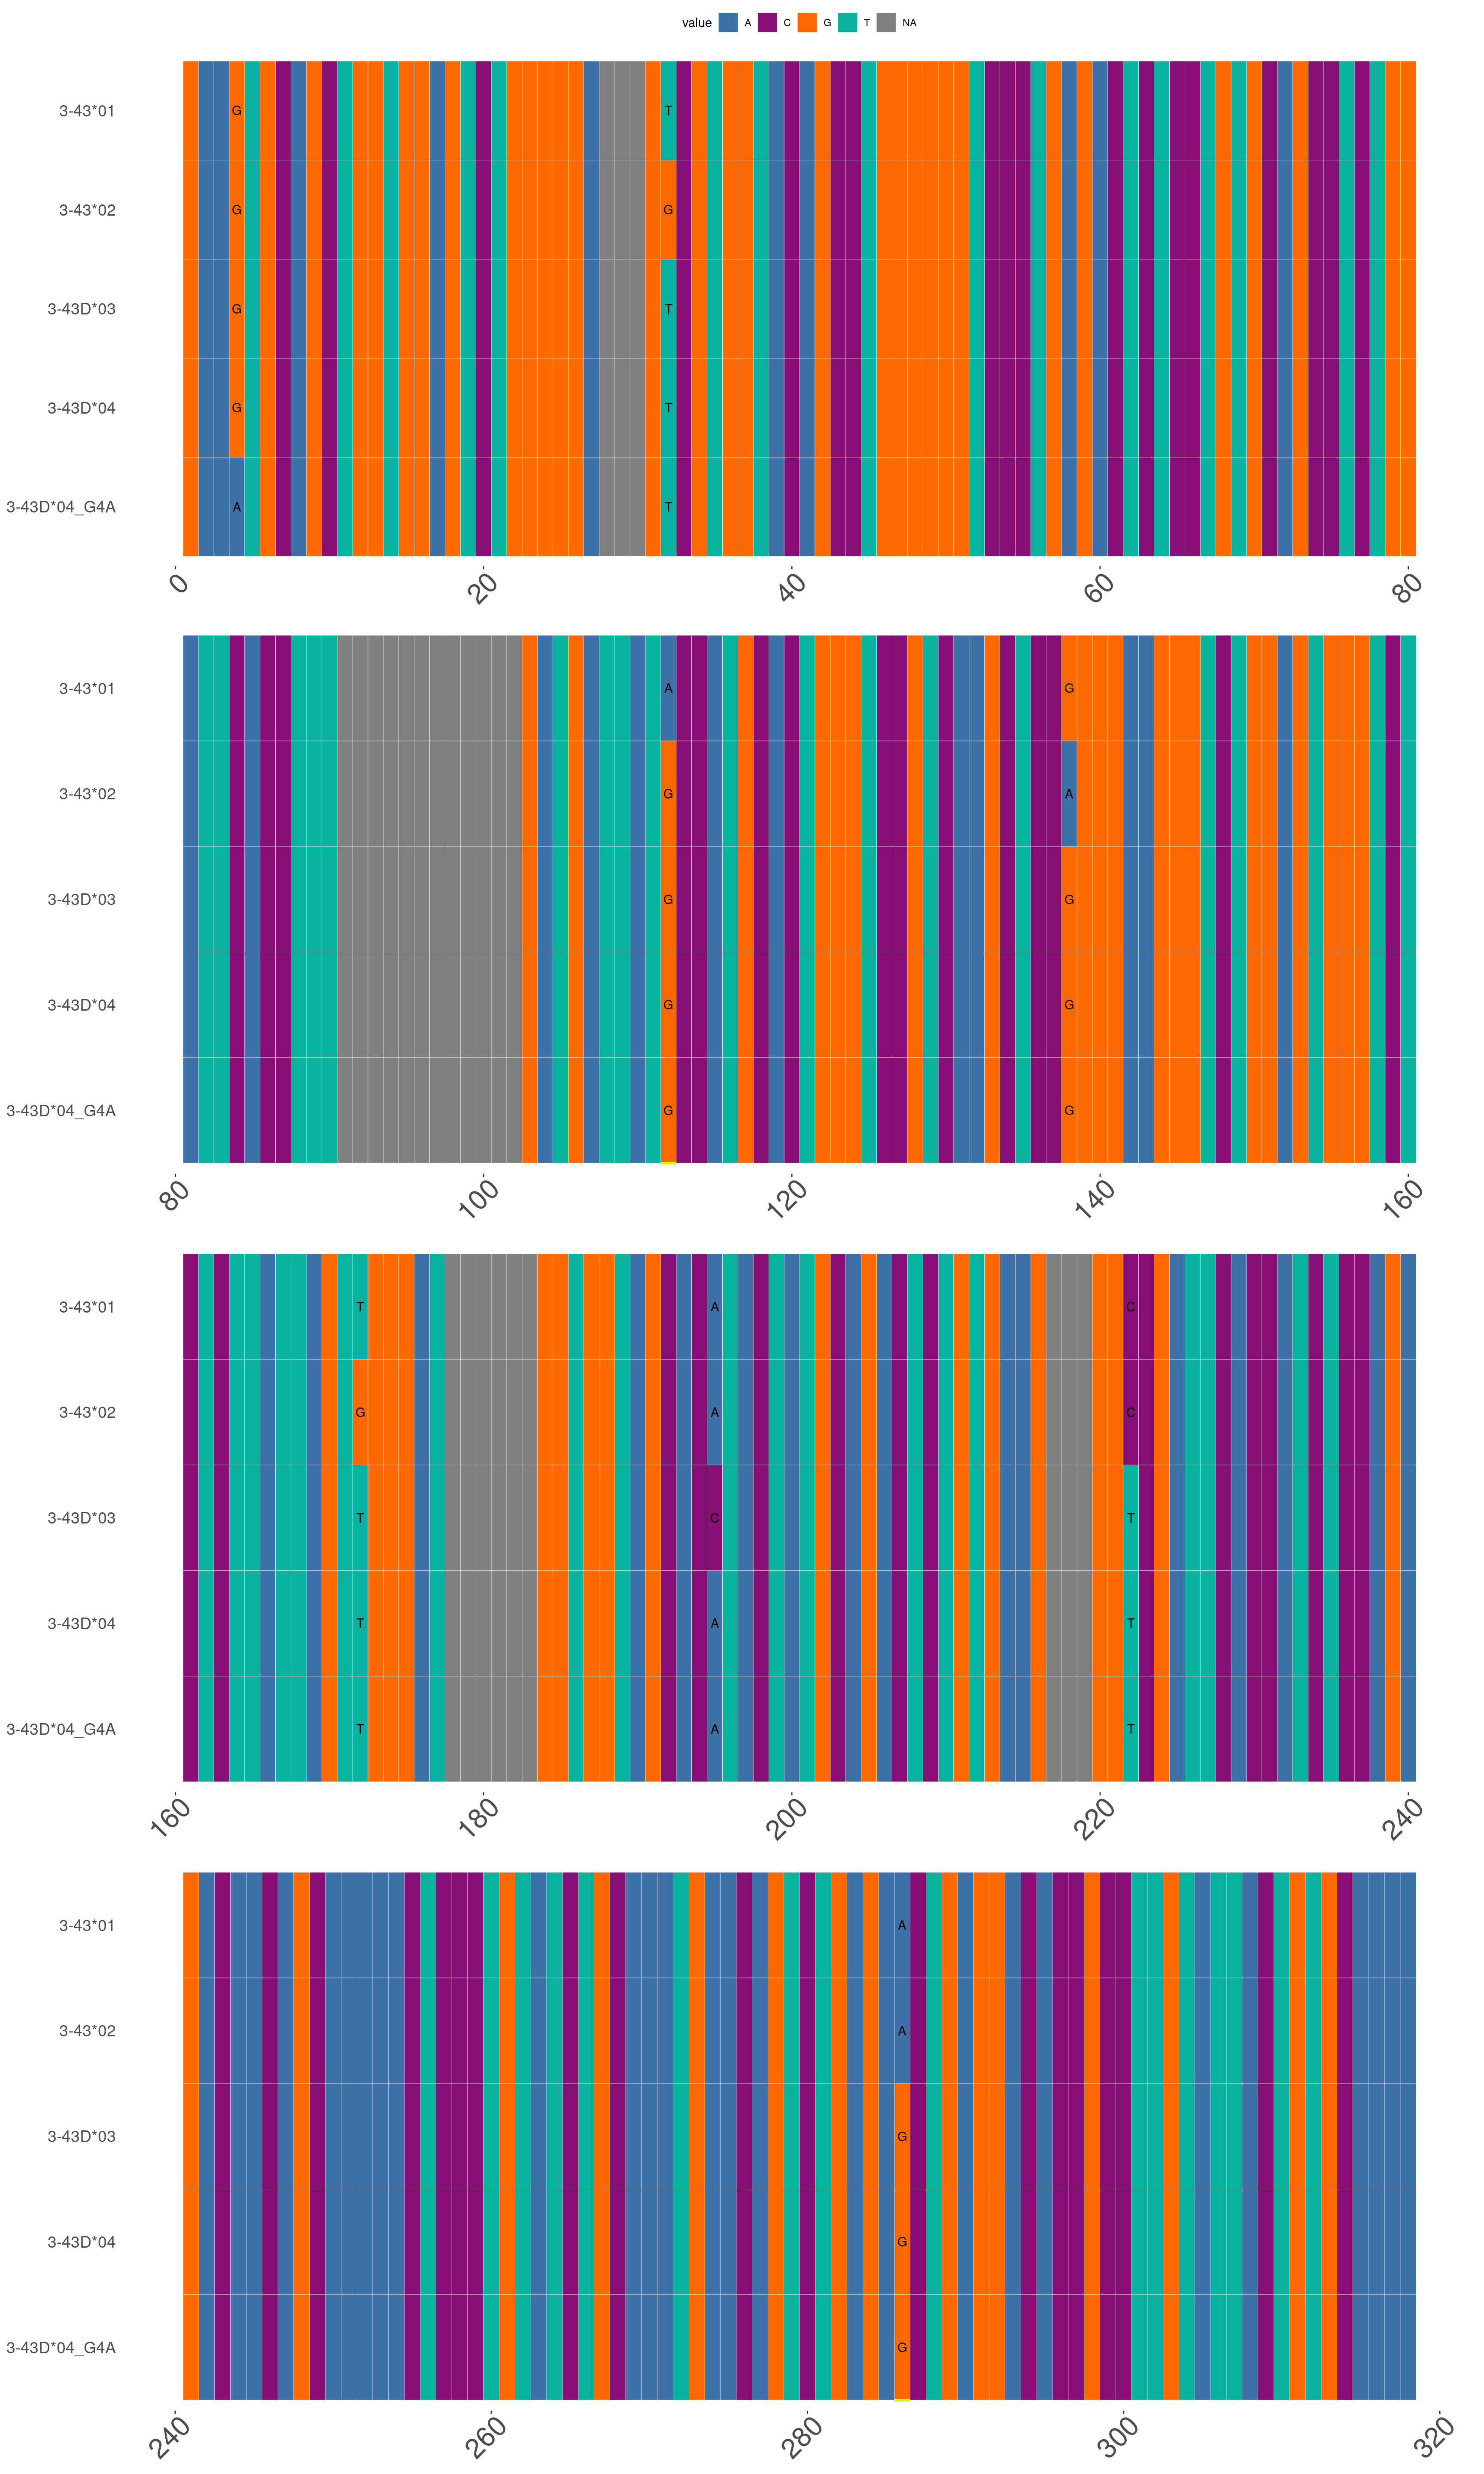 value A C G T NA
3-43*01 G T
3-43*02 G G
3-43D*03 G T
3-43D*04 G T
3-43D*04_G4A A T
0 20 40 60 80
3-43*01 A G
3-43*02 G A
3-43D*03 G G
3-43D*04 G G
3-43D*04_G4A G G
80 100 120 140 160
3-43*01 T A C
3-43*02 G A C
3-43D*03 T C T
3-43D*04 T A T
3-43D*04_G4A T A T
160 180 200 220 240
3-43*01 A
3-43*02 A
3-43D*03 G
3-43D*04 G
3-43D*04_G4A G
240 260 280 300 320